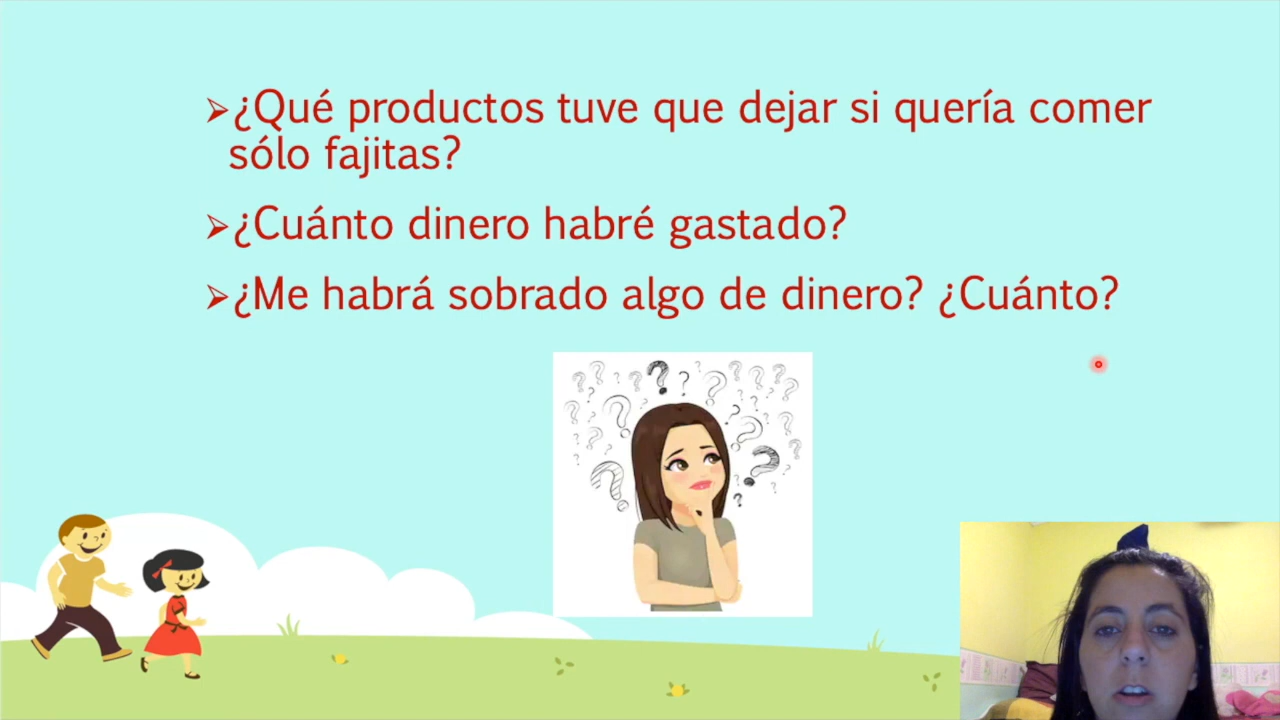 ¿Qué productos tuve que dejar si quería comer
sólo fajitas?
¿Cuánto dinero habré gastado?
¿Me habrá sobrado algo de dinero? ¿Cuánto?